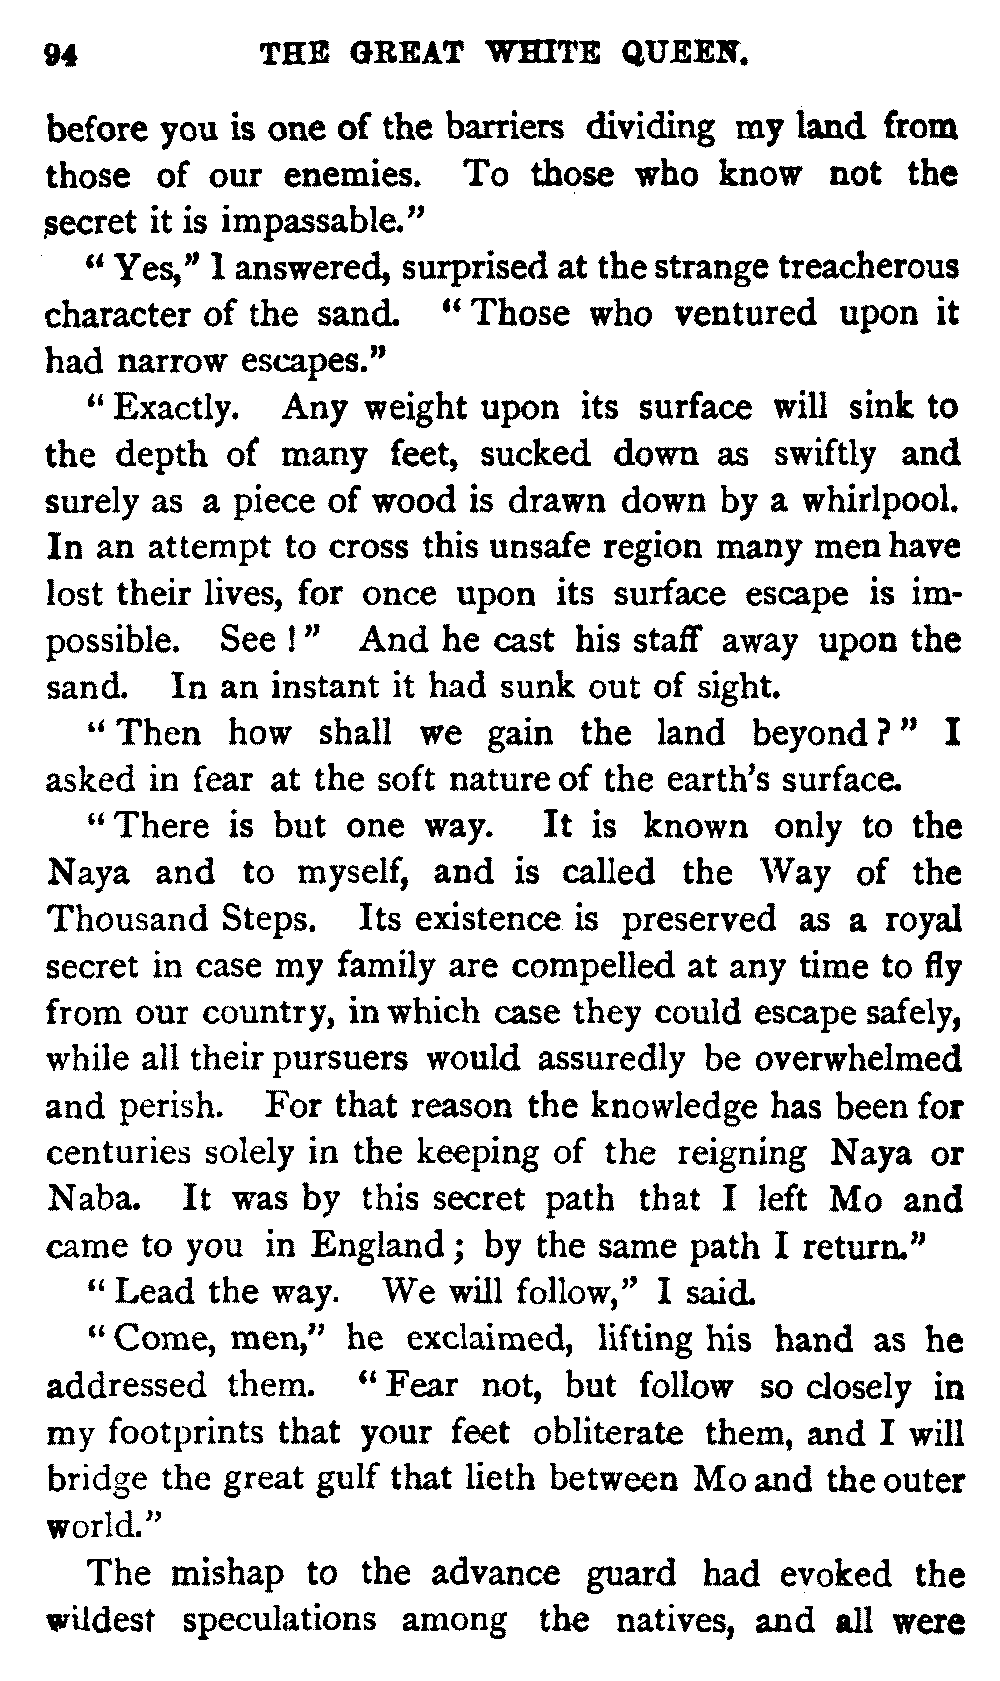 94 THE GREAT WHITE QUEEN.
before you is one of the barriers dividing my land from
those of our enemies. To those who know not the
secret it is impassable."
"Yes," I answered, surprised at the strange treacherous
character of the sand. "Those who ventured upon it
had narrow escapes."
"Exactly. Any weight upon its surface will sink to
the depth of many feet, sucked down as swiftly and
surely as a piece of wood is drawn down by a whirlpool.
In an attempt to cross this unsafe region many men have
lost their lives, for once upon its surface escape is im-
possible. See!" And he cast his staff away upon the
sand. In an instant it had sunk out of sight.
"Then how shall we gain the land beyond?" I
asked in fear at the soft nature of the earth's surface.
"There is but one way. It is known only to the
Naya and to myself, and is called the Way of the
Thousand Steps. Its existence is preserved as a royal
secret in case my family are compelled at any time to fly
from our country, in which case they could escape safely,
while all their pursuers would assuredly be overwhelmed
and perish. For that reason the knowledge has been for
centuries solely in the keeping of the reigning Naya or
Naba. It was by this secret path that I left Mo and
came to you in England; by the same path I return."
"Lead the way. We will follow," I said.
"Come, men," he exclaimed, lifting his hand as he
addressed them. "Fear not, but follow so closely in
my footprints that your feet obliterate them, and I will
bridge the great gulf that lieth between Mo and the outer
world."
The mishap to the advance guard had evoked the
wildest speculations among the natives, and all were